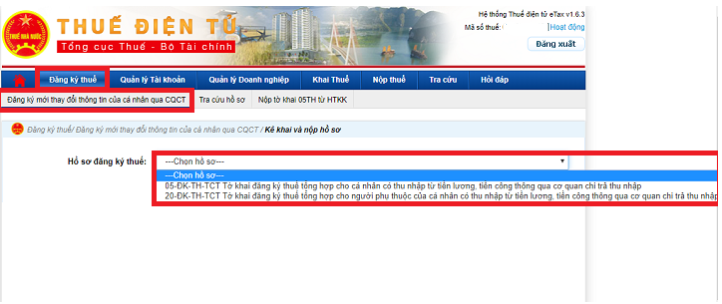 Hệ thống Thuế điện tử eTax v1.6.3
THUẾ ĐIỆN TỬ
THUẾ NHÀ NƯỚC
Mã số thuế: [Hoạt động
Tổng cục Thuế - Bộ Tài chính
Đăng xuất
Đăng ký thuế Quản lý Tài khoản Quản lý Doanh nghiệp Khai Thuế Nộp thuế Tra cứu Hỏi đáp
Đăng ký mới thay đổi thông tin của cá nhân qua CQCT Tra cứu hồ sơ Nộp tờ khai 05TH từ HTKK
Đăng ký thuế/ Đăng ký mới thay đổi thông tin của cá nhân qua CQCT / Kê khai và nộp hồ sơ
Hồ sơ đăng ký thuế: ---Chọn hồ sơ---
---Chọn hồ sơ---
05-ĐK-TH-TCT Tờ khai đăng ký thuế tổng hợp cho cá nhân có thu nhập từ tiền lương, tiền công thông qua cơ quan chi trả thu nhập
20-ĐK-TH-TCT Tờ khai đăng ký thuế tổng hợp cho người phụ thuộc của cá nhân có thu nhập từ tiền lương, tiền công thông qua cơ quan chi trả thu nhập